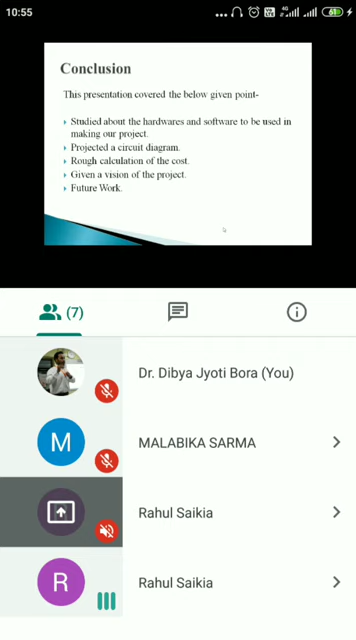 10:55
4G
61
Conclusion
This presentation covered the below given point-
Studied about the hardwares and software to be used in
making our project.
Projected a circuit diagram.
Rough calculation of the cost.
Given a vision of the project.
Future Work.
(7)
Dr. Dibya Jyoti Bora (You)
M
MALABIKA SARMA
Rahul Saikia
R
Rahul Saikia